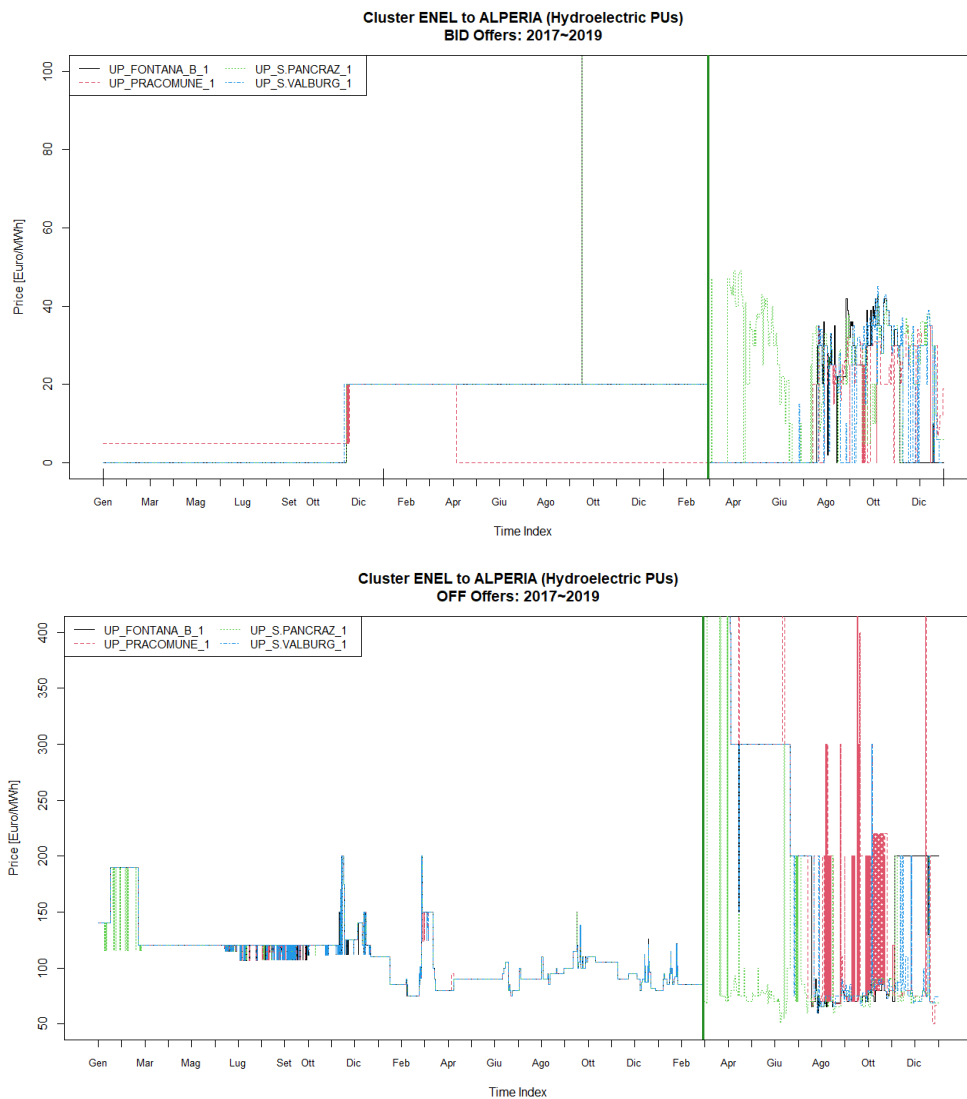 Cluster ENEL to ALPERIA (Hydroelectric PUs)
BID Offers: 2017~2019
UP_FONTANA_B_1 UP_S.PANCRAZ_1
UP_PRACOMUNE_1 UP_S.VALBURG_1
100
80
60
40
20
0
Price [Euro/MWh]
Gen Mar Mag Lug Set Ott Dic Feb Apr Giu Ago Ott Dic Feb Apr Giu Ago Ott Dic
Time Index
Cluster ENEL to ALPERIA (Hydroelectric PUs)
OFF Offers: 2017~2019
UP_FONTANA_B_1 UP_S.PANCRAZ_1
UP_PRACOMUNE_1 UP_S.VALBURG_1
400
350
300
250
200
150
100
50
Price [Euro/MWh]
Gen Mar Mag Lug Set Ott Dic Feb Apr Giu Ago Ott Dic Feb Apr Giu Ago Ott Dic
Time Index